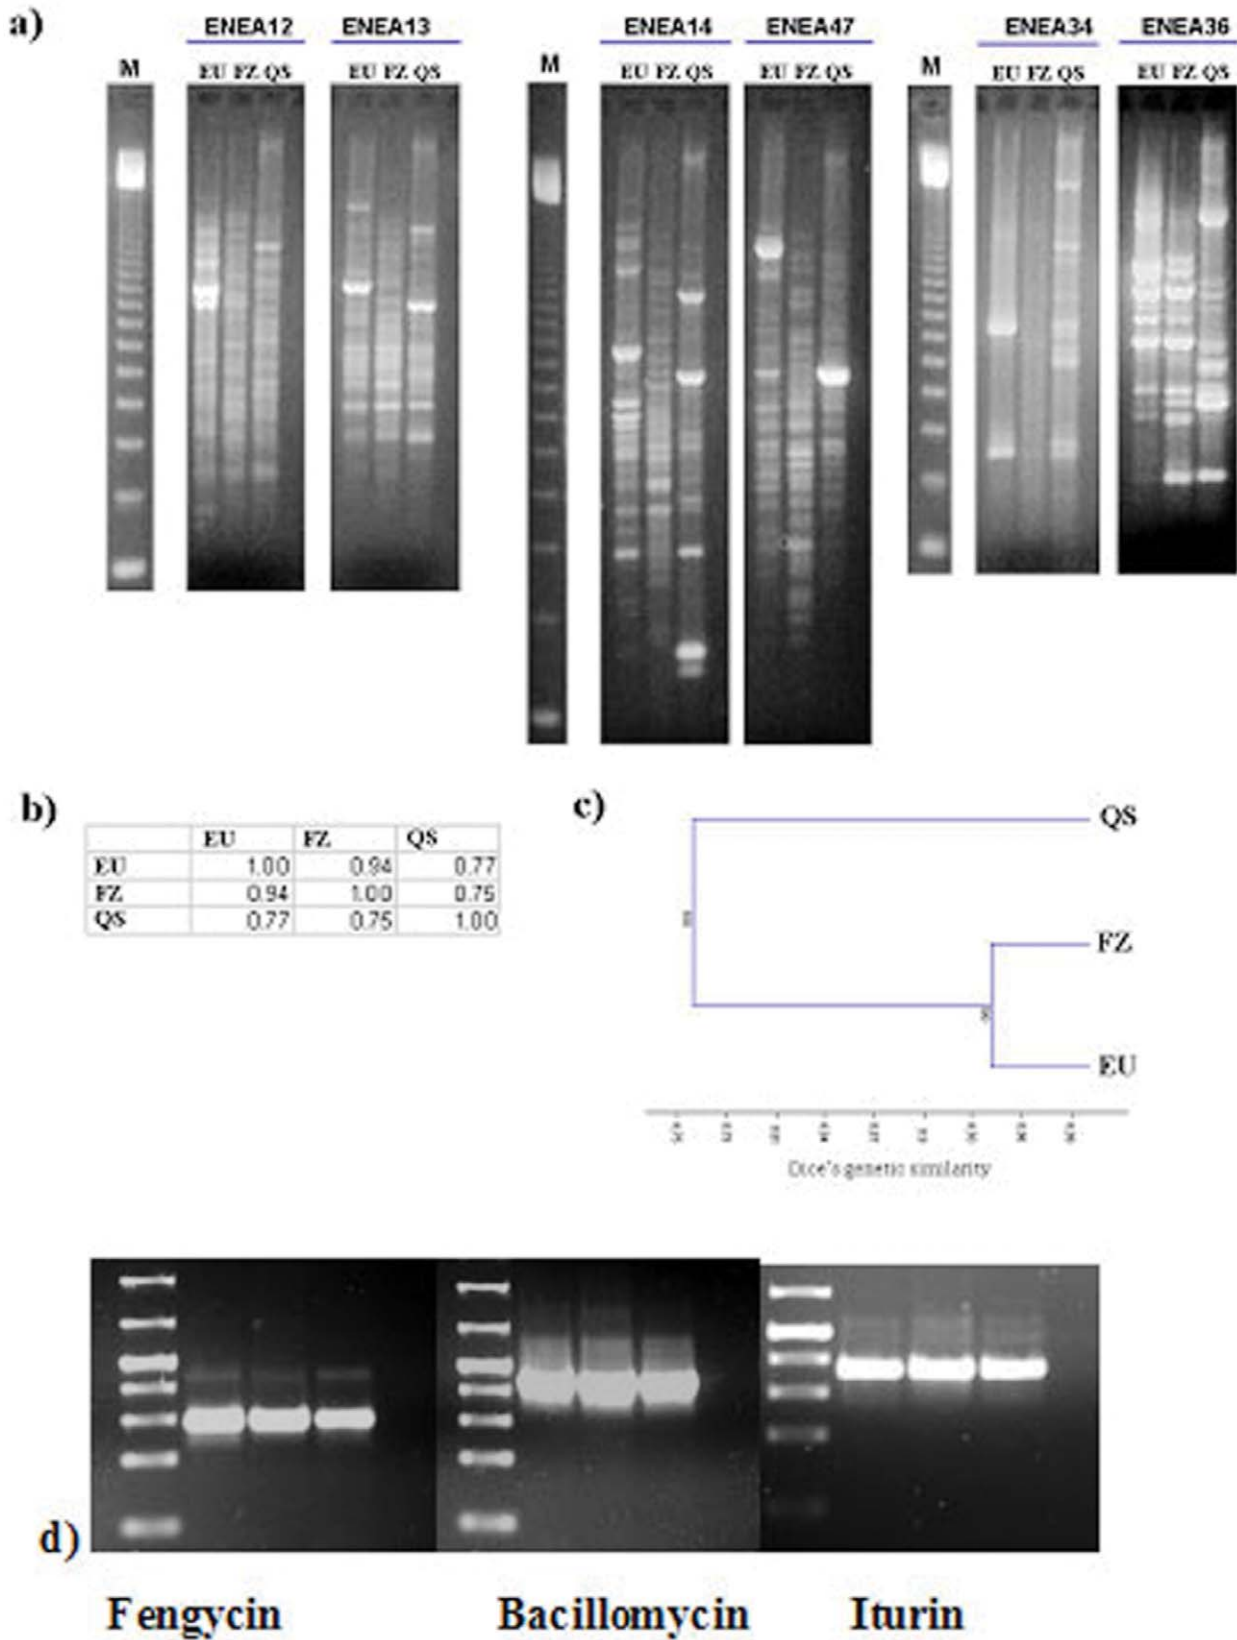 a)
ENEA12 ENEA13 ENEA14 ENEA47 ENEA34 ENEA36
M EU FZ QS EU FZ QS M EU FZ QS EU FZ QS M EU FZ QS EU FZ QS
b)
EU FZ QS
EU 1.00 0.94 0.77
FZ 0.94 1.00 0.75
QS 0.77 0.75 1.00
c)
QS
FZ
EU
Dice's genetic similarity
d)
Fengycin Bacillomycin Iturin